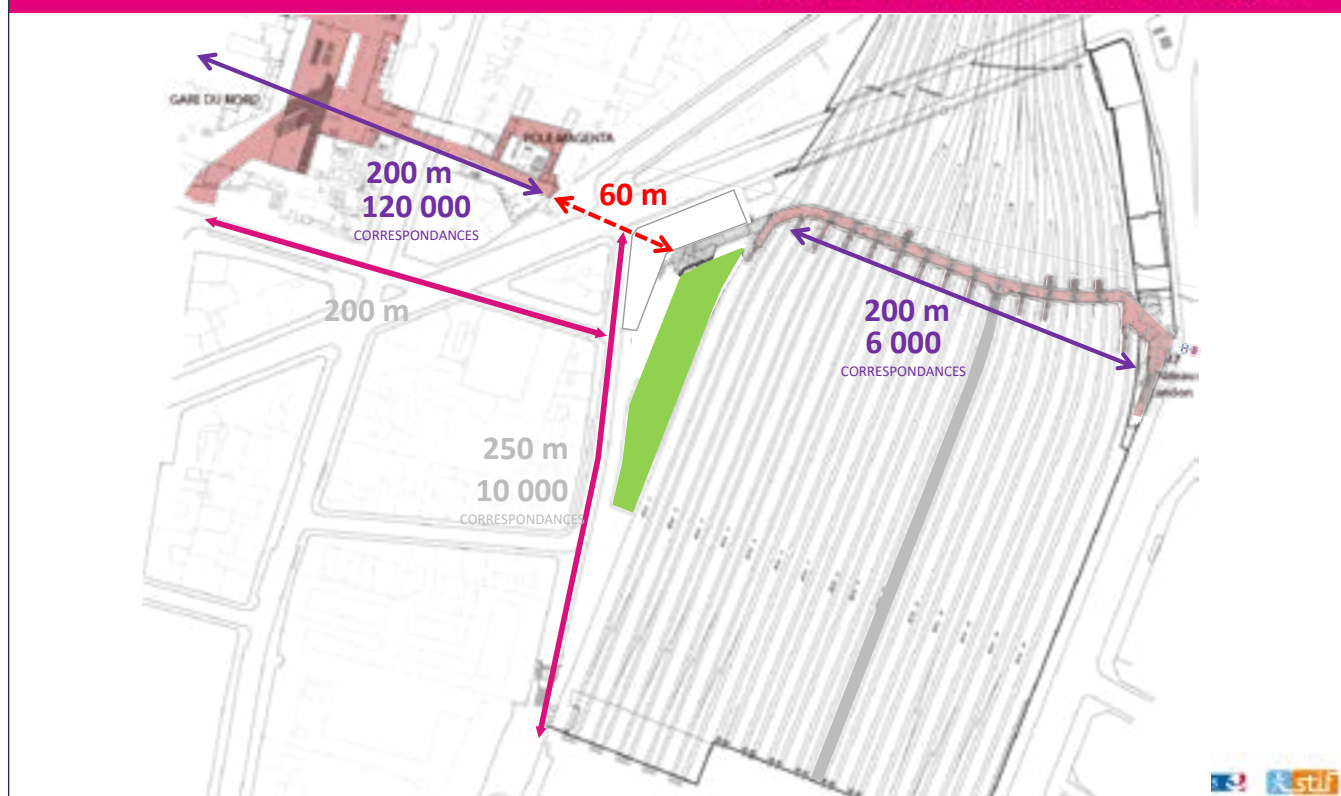 GARE DU NORD
POLE MAGENTA
200 m
120 000
CORRESPONDANCES
60 m
200 m
200 m
6 000
CORRESPONDANCES
250 m
10 000
CORRESPONDANCES
stif